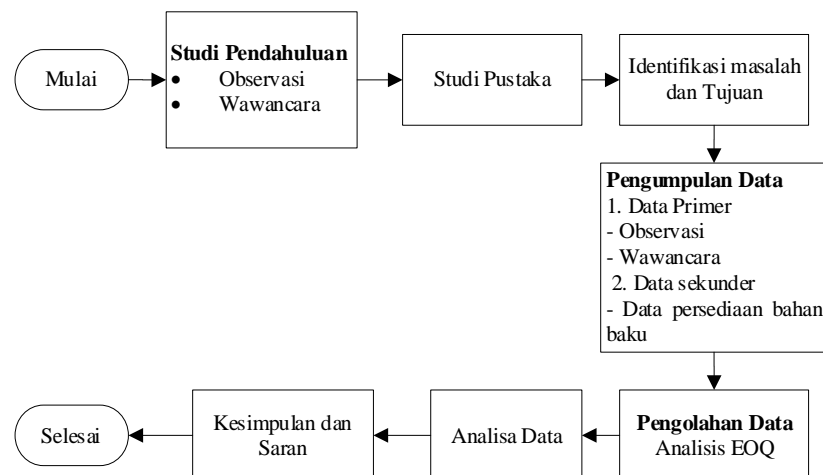 Mulai
Studi Pendahuluan
• Observasi
• Wawancara
Studi Pustaka
Identifikasi masalah
dan Tujuan
Pengumpulan Data
1. Data Primer
- Observasi
- Wawancara
2. Data sekunder
- Data persediaan bahan
baku
Pengolahan Data
Analisis EOQ
Analisa Data
Kesimpulan dan
Saran
Selesai